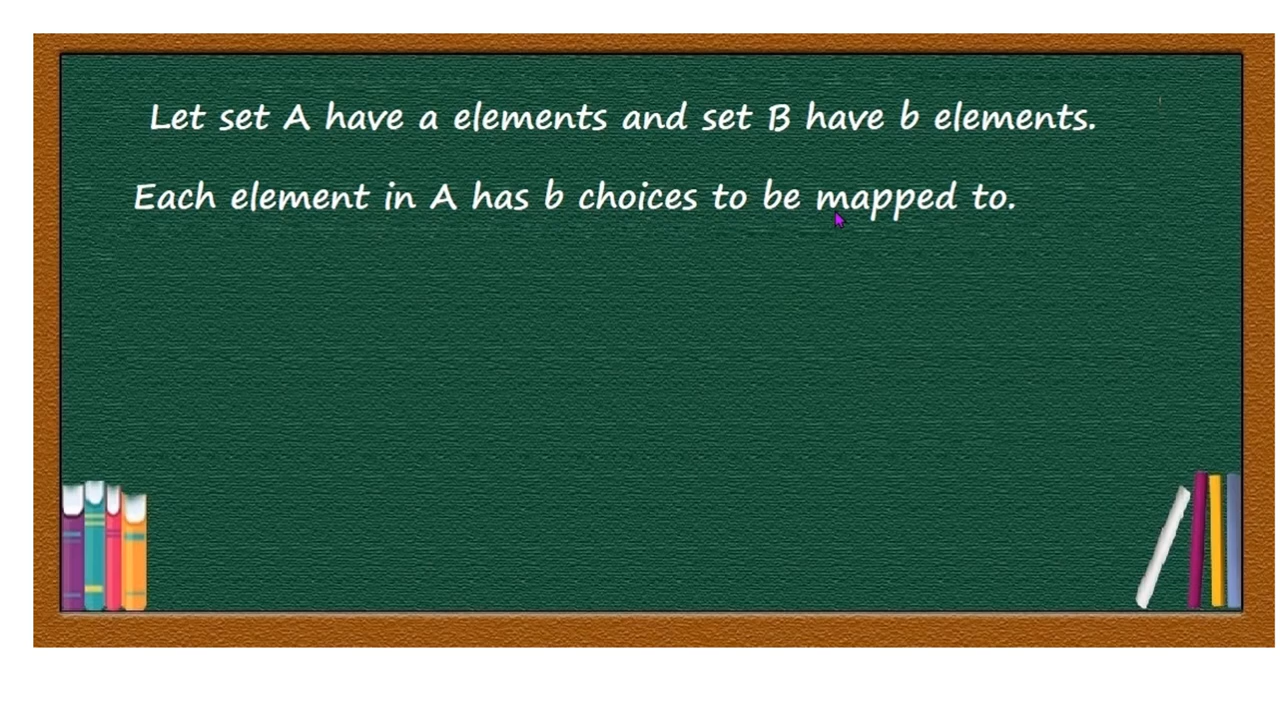 Let set A have a elements and set B have b elements.
Each element in A has b choices to be mapped to.